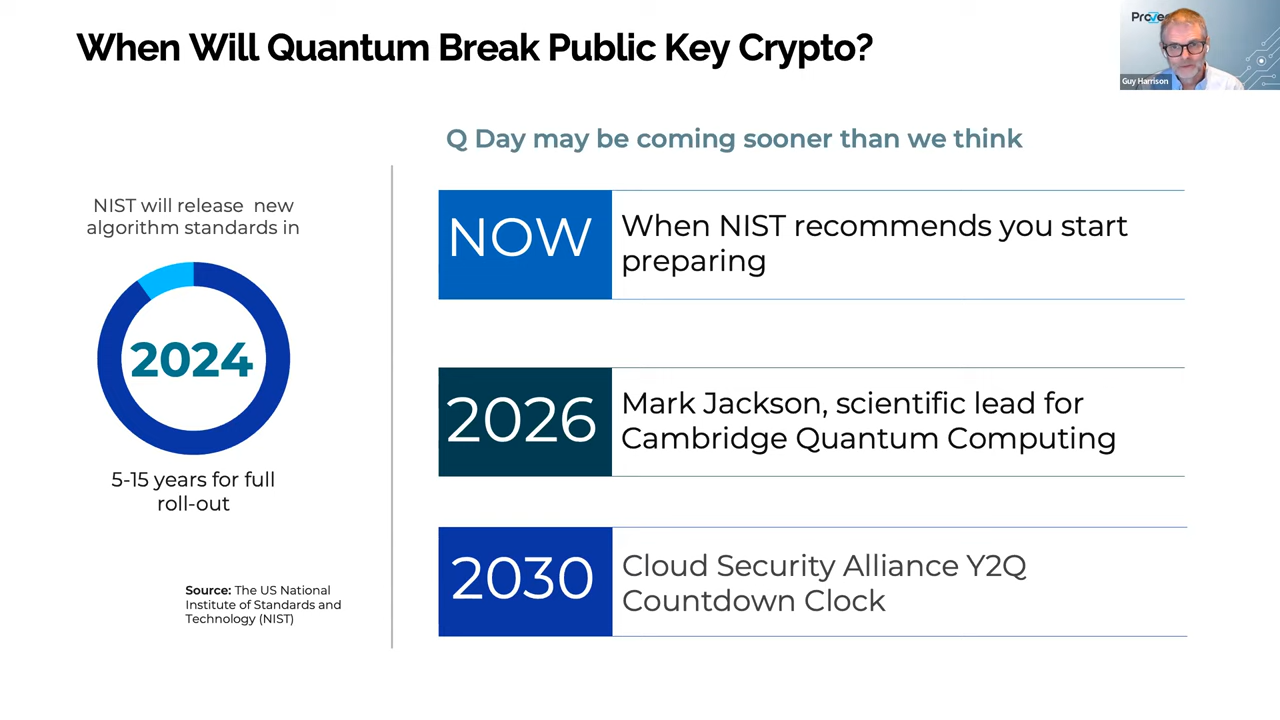 When Will Quantum Break Public Key Crypto?
Guy Harrison
Q Day may be coming sooner than we think
NIST will release new
algorithm standards in
2024
5-15 years for full
roll-out
Source: The US National
Institute of Standards and
Technology (NIST)
NOW
When NIST recommends you start
preparing
2026
Mark Jackson, scientific lead for
Cambridge Quantum Computing
2030
Cloud Security Alliance Y2Q
Countdown Clock